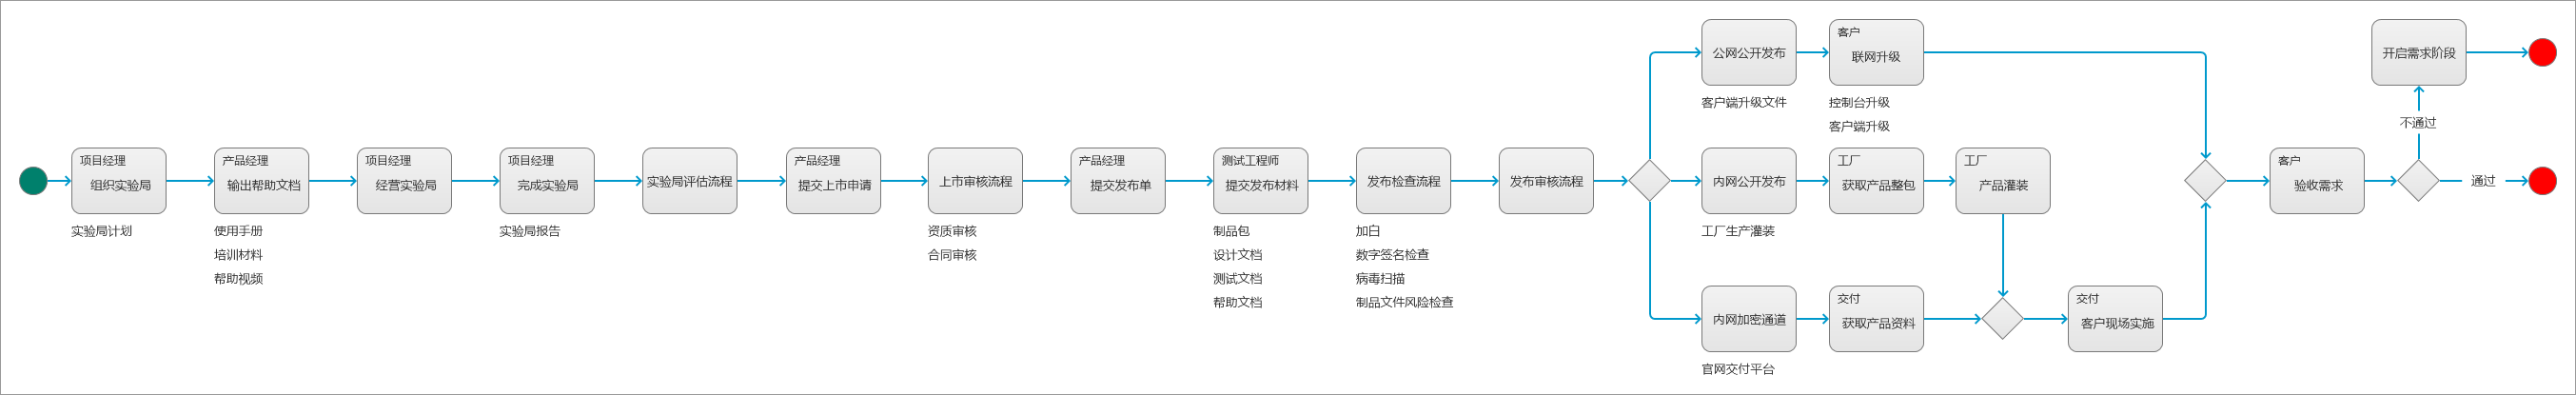 项目经理
组织实验局
实验局计划
产品经理
输出帮助文档
使用手册
培训材料
帮助视频
项目经理
经营实验局
项目经理
完成实验局
实验局报告
实验局评估流程
产品经理
提交上市申请
上市审核流程
资质审核
合同审核
产品经理
提交发布单
测试工程师
提交发布材料
制品包
设计文档
测试文档
帮助文档
发布检查流程
加白
数字签名检查
病毒扫描
制品文件风险检查
发布审核流程
公网公开发布
客户端升级文件
客户
联网升级
控制台升级
客户端升级
内网公开发布
工厂生产灌装
工厂
获取产品整包
工厂
产品灌装
内网加密通道
官网交付平台
交付
获取产品资料
交付
客户现场实施
客户
验收需求
不通过
开启需求阶段
通过